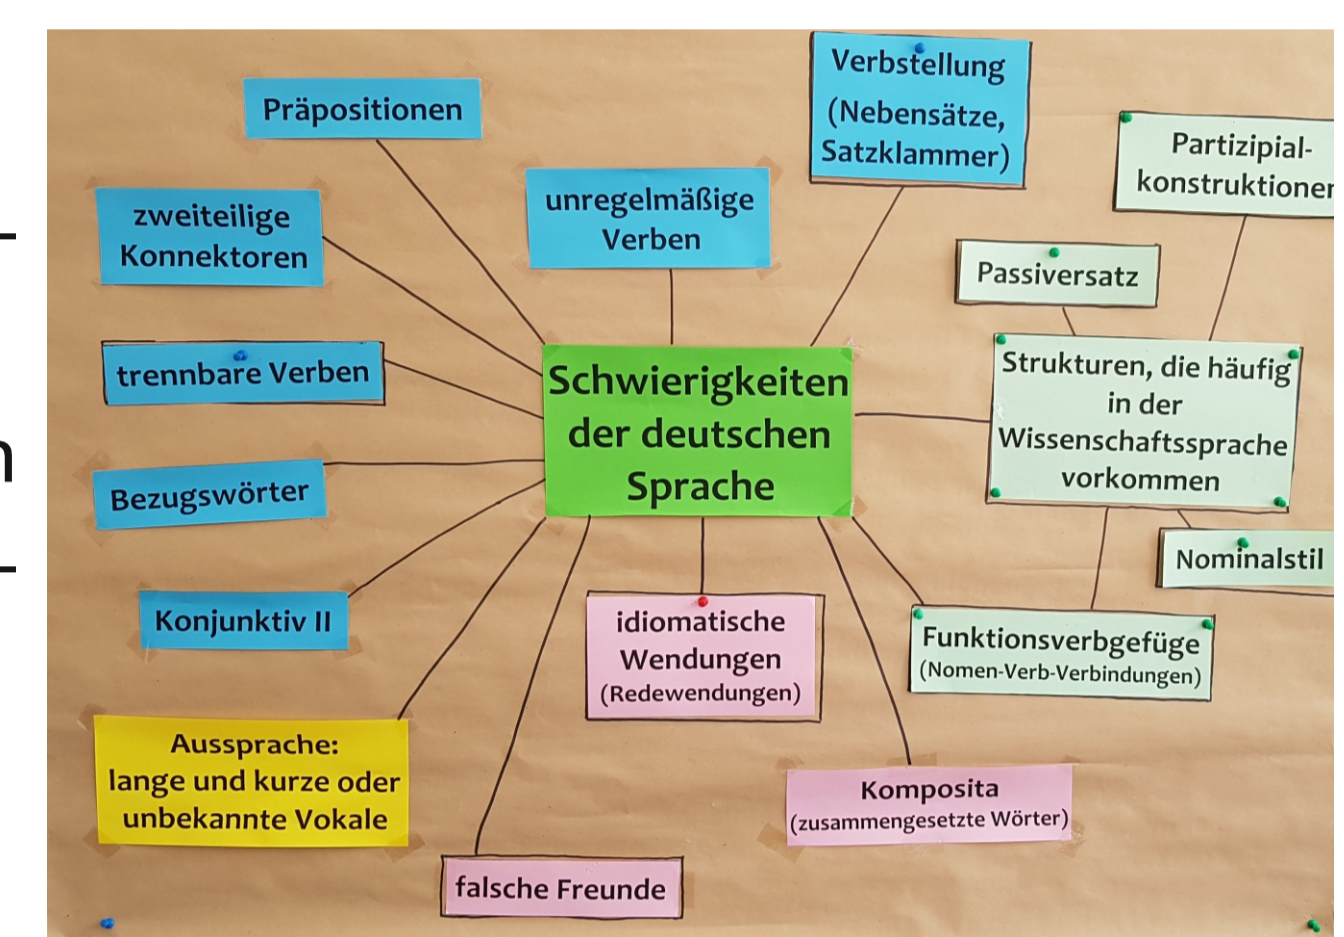 Präpositionen
Verbstellung
(Nebensätze,
Satzklammer)
Partizipial-
konstruktionen
zweiteilige
Konnektoren
unregelmäßige
Verben
Passiversatz
trennbare Verben
Schwierigkeiten
der deutschen
Sprache
Strukturen, die häufig
in der
Wissenschaftssprache
vorkommen
Bezugswörter
Nominalstil
Konjunktiv II
idiomatische
Wendungen
(Redewendungen)
Funktionsverbgefüge
(Nomen-Verb-Verbindungen)
Aussprache:
lange und kurze oder
unbekannte Vokale
Komposita
(zusammengesetzte Wörter)
falsche Freunde